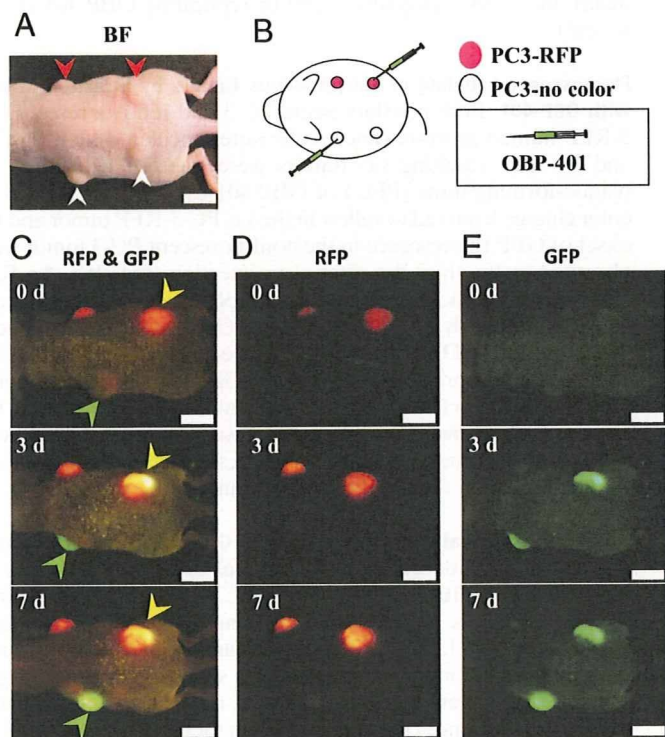 A
BF
B
PC3-RFP
PC3-no color
OBP-401
C
RFP & GFP
D
RFP
E
GFP
0 d
0 d
0 d
3 d
3 d
3 d
7 d
7 d
7 d